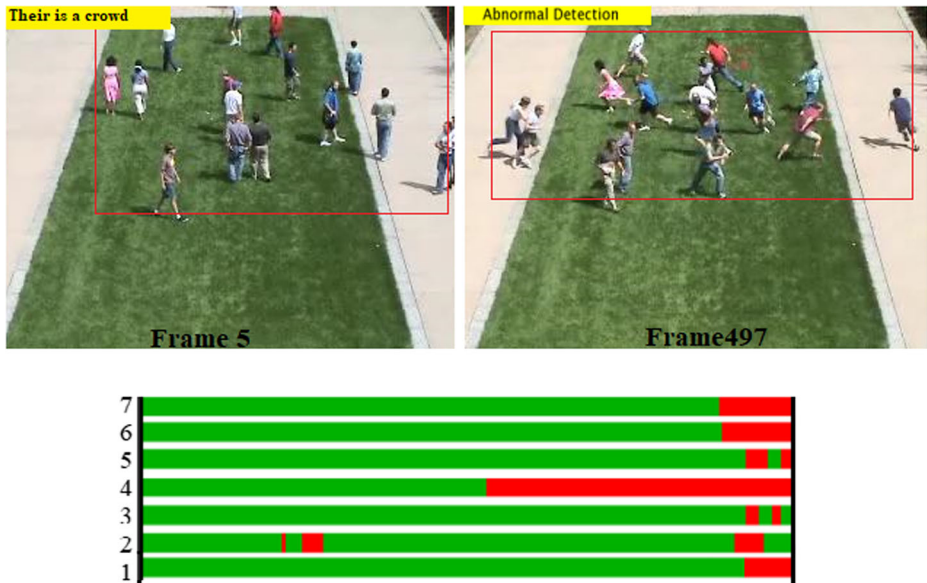 Their is a crowd
Abnormal Detection
Frame 5
Frame497
7
6
5
4
3
2
1